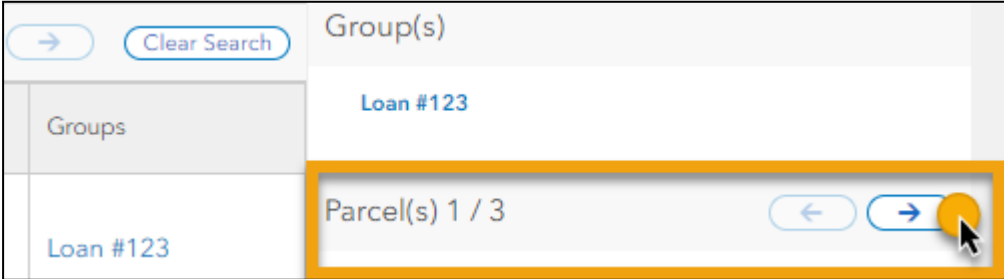 Clear Search
Groups
Loan #123
Group(s)
Loan #123
Parcel(s) 1 / 3